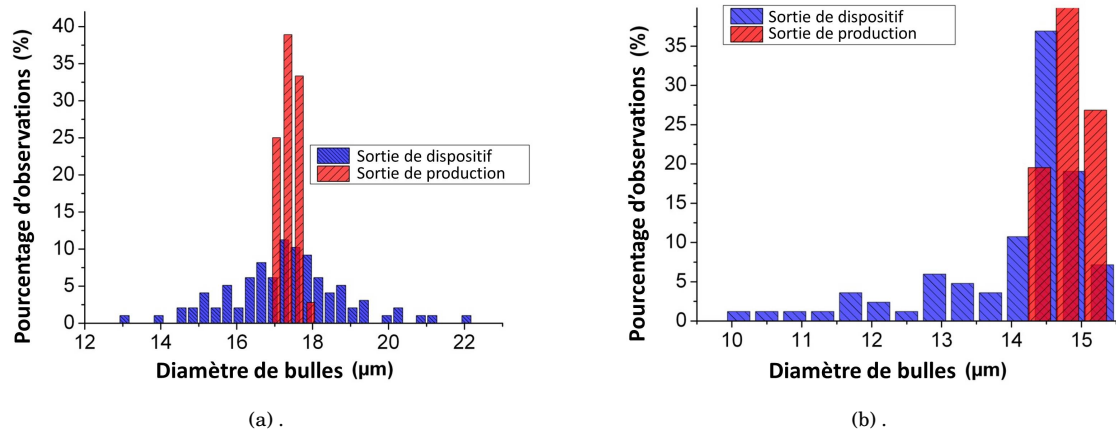 40
35
30
25
20
15
10
5
0
Pourcentage d'observations (%)
Sortie de dispositif
Sortie de production
12 14 16 18 20 22
Diamètre de bulles (µm)
(a) .
Sortie de dispositif
Sortie de production
35
30
25
20
15
10
5
0
Pourcentage d'observations (%)
10 11 12 13 14 15
Diamètre de bulles (µm)
(b) .